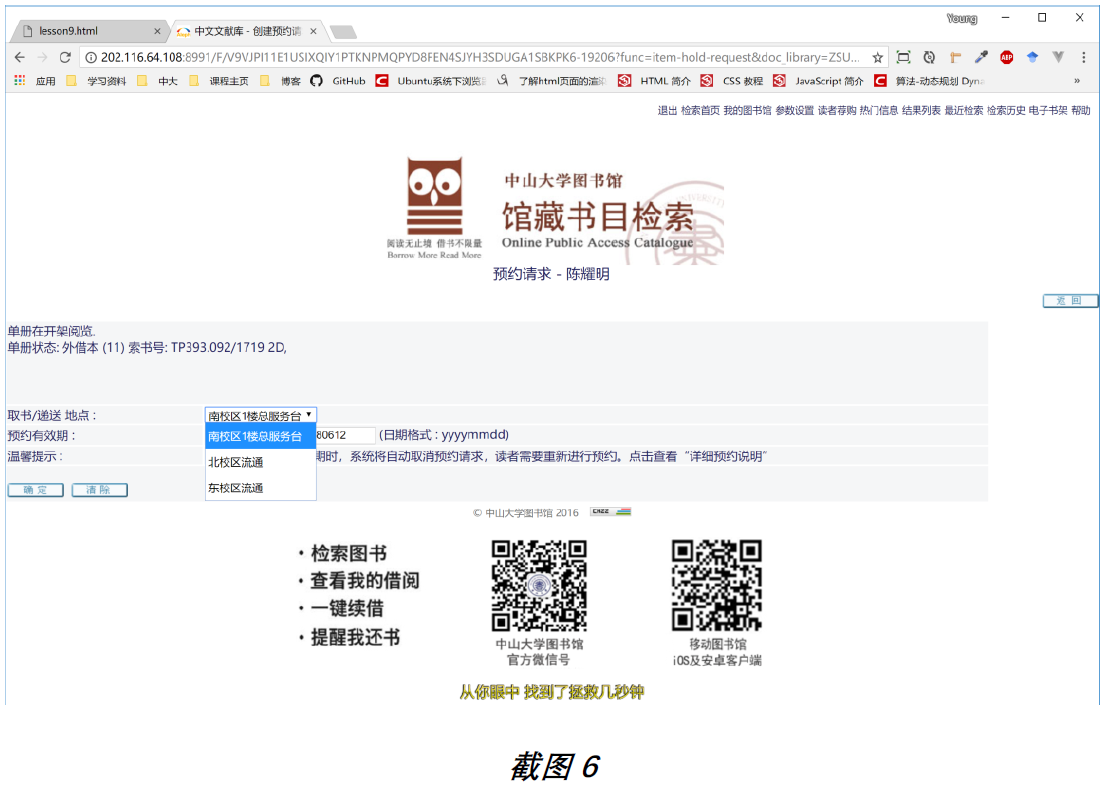 Young
lesson9.html
中文文献库 - 创建预约请
202.116.64.108:8991/F/V9VJPI11E1USIXQIY1PTKNPMQPYD8FEN4SJYH3SDUGA1SBKPK6-19206?func=item-hold-request&doc_library=ZSU...
ABP
应用 学习资料 中大 课程主页 博客 GitHub Ubuntu系统下浏览 了解html页面的渲染 HTML 简介 CSS 教程 JavaScript 简介 算法-动态规划 Dyna »
退出 检索首页 我的图书馆 参数设置 读者荐购 热门信息 结果列表 最近检索 检索历史 电子书架 帮助
中山大学图书馆
馆藏书目检索
Online Public Access Catalogue
阅读无止境 借书不限量
Borrow More Read More
预约请求 - 陈耀明
返 回
单册在开架阅览.
单册状态: 外借本 (11) 索书号: TP393.092/1719 2D,
取书/递送 地点 : 南校区1楼总服务台
预约有效期 : 80612 (日期格式 : yyyymmdd)
温馨提示 : 期时，系统将自动取消预约请求，读者需要重新进行预约。点击查看“详细预约说明”
南校区1楼总服务台
北校区流通
东校区流通
确 定 清 除
© 中山大学图书馆 2016 CNZZ
· 检索图书
· 查看我的借阅
· 一键续借
· 提醒我还书
中山大学图书馆
官方微信号
移动图书馆
iOS及安卓客户端
从你眼中 找到了拯救几秒钟
截图 6